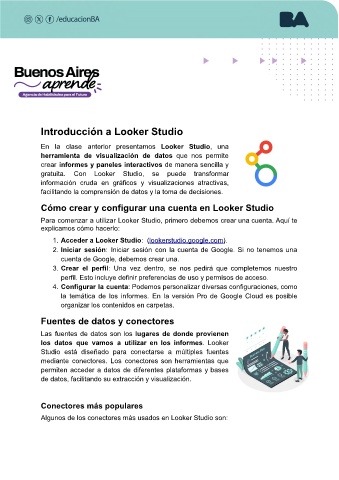 /educacionBA
BA
Buenos Aires
aprende
Agencia de Habilidades para el Futuro
Introducción a Looker Studio
En la clase anterior presentamos Looker Studio, una
herramienta de visualización de datos que nos permite
crear informes y paneles interactivos de manera sencilla y
gratuita. Con Looker Studio, se puede transformar
información cruda en gráficos y visualizaciones atractivas,
facilitando la comprensión de datos y la toma de decisiones.
Cómo crear y configurar una cuenta en Looker Studio
Para comenzar a utilizar Looker Studio, primero debemos crear una cuenta. Aquí te
explicamos cómo hacerlo:
1. Acceder a Looker Studio: (lookerstudio.google.com).
2. Iniciar sesión: Iniciar sesión con la cuenta de Google. Si no tenemos una
cuenta de Google, debemos crear una.
3. Crear el perfil: Una vez dentro, se nos pedirá que completemos nuestro
perfil. Esto incluye definir preferencias de uso y permisos de acceso.
4. Configurar la cuenta: Podemos personalizar diversas configuraciones, como
la temática de los informes. En la versión Pro de Google Cloud es posible
organizar los contenidos en carpetas.
Fuentes de datos y conectores
Las fuentes de datos son los lugares de donde provienen
los datos que vamos a utilizar en los informes. Looker
Studio está diseñado para conectarse a múltiples fuentes
mediante conectores. Los conectores son herramientas que
permiten acceder a datos de diferentes plataformas y bases
de datos, facilitando su extracción y visualización.
Conectores más populares
Algunos de los conectores más usados en Looker Studio son: